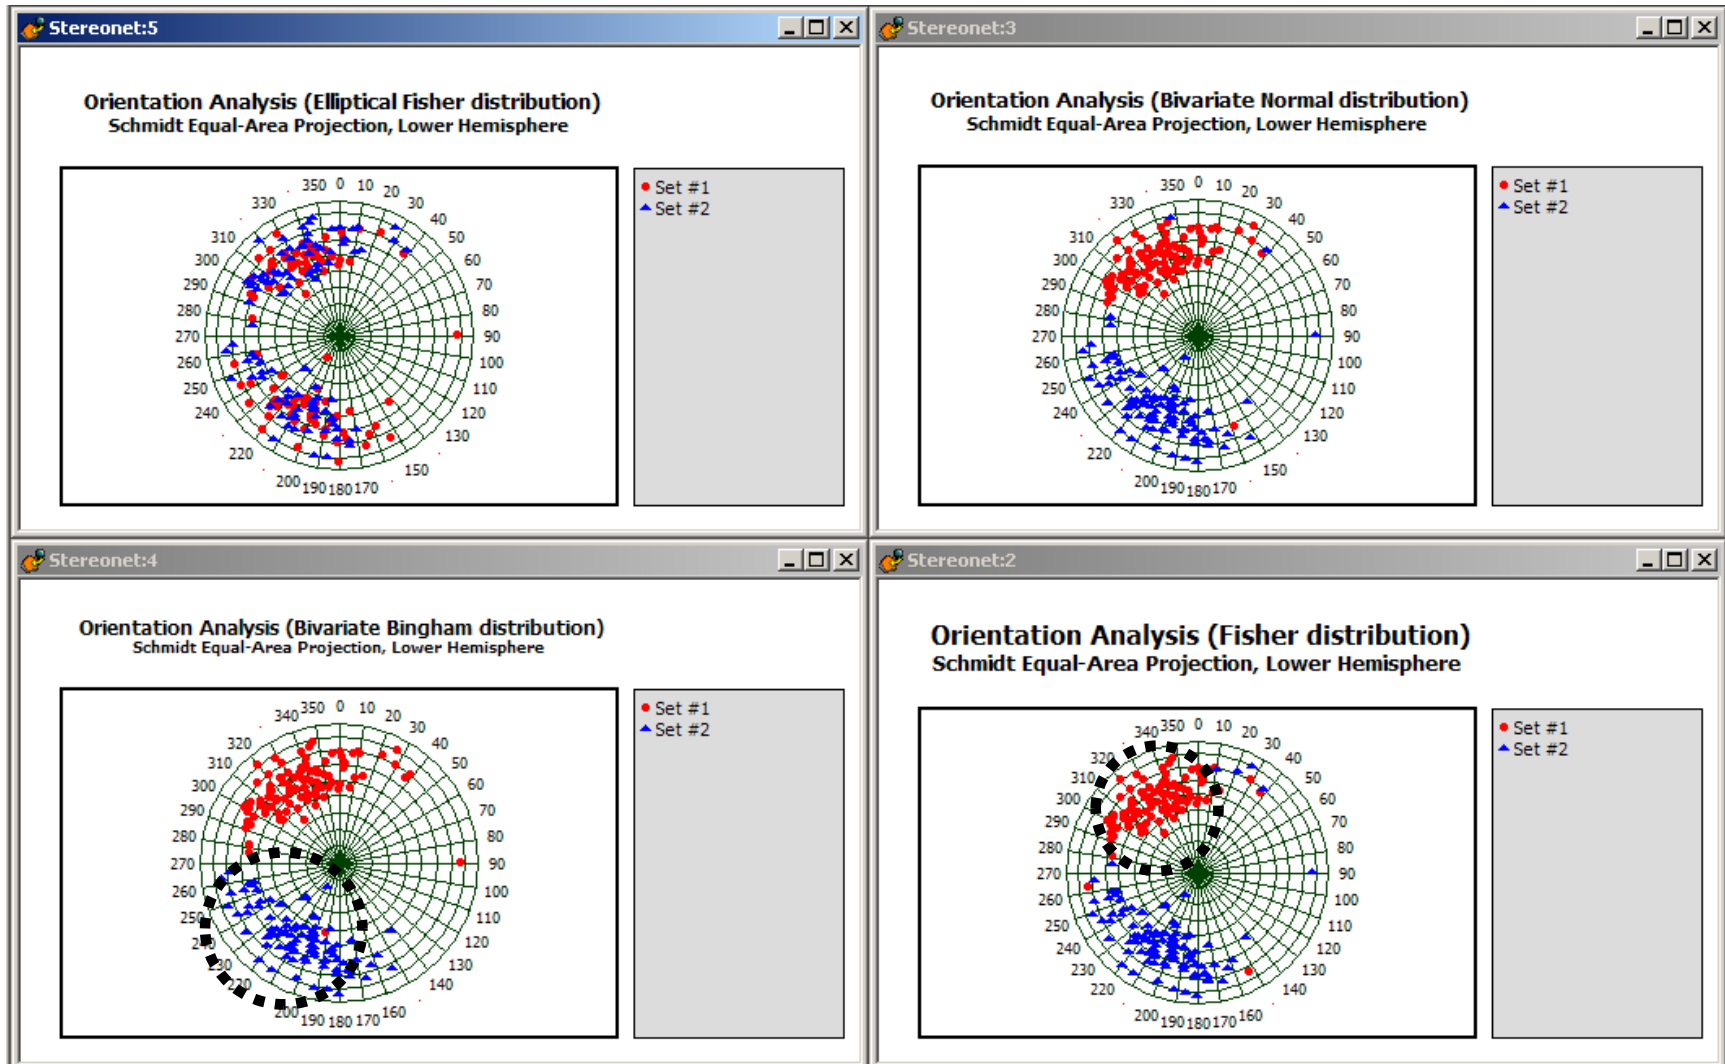 Stereonet:5
Orientation Analysis (Elliptical Fisher distribution)
Schmidt Equal-Area Projection, Lower Hemisphere
350 0 10 20 30 40 50 60 70 80 90 100 110 120 130 150 170 180 190 200 220 240 250 260 270 280 290 300 310 330
Set #1
Set #2
Stereonet:3
Orientation Analysis (Bivariate Normal distribution)
Schmidt Equal-Area Projection, Lower Hemisphere
350 0 10 20 30 40 50 60 70 80 90 100 110 120 130 150 170 180 190 200 220 240 250 260 270 280 290 300 310 330
Set #1
Set #2
Stereonet:4
Orientation Analysis (Bivariate Bingham distribution)
Schmidt Equal-Area Projection, Lower Hemisphere
340 350 0 10 20 30 40 50 60 70 80 90 100 110 120 130 140 160 170 180 190 200 220 230 240 250 260 270 280 290 300 320
Set #1
Set #2
Stereonet:2
Orientation Analysis (Fisher distribution)
Schmidt Equal-Area Projection, Lower Hemisphere
340 350 0 10 20 30 40 60 70 80 90 100 110 120 130 140 160 170 180 190 200 220 230 240 250 260 270 280 290 300 310 320
Set #1
Set #2